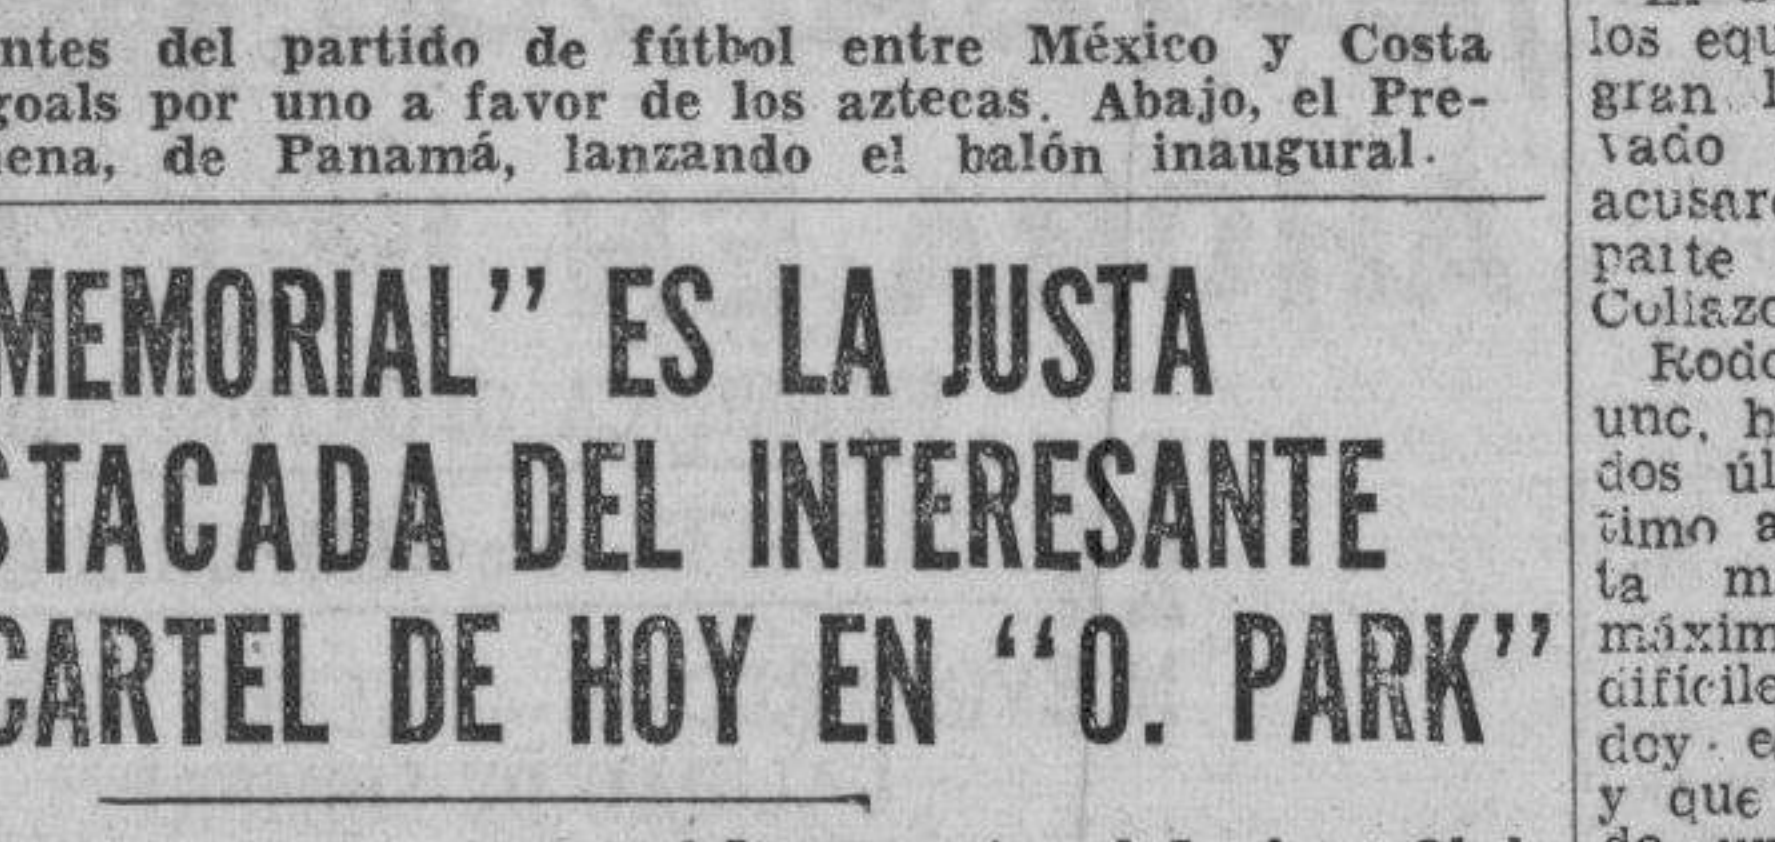 ntes del partido de fútbol entre México y Costa
goals por uno a favor de los aztecas. Abajo, el Pre-
ena, de Panamá, lanzando el balón inaugural.
MEMORIAL” ES LA JUSTA
STACADA DEL INTERESANTE
CARTEL DE HOY EN “O. PARK”
los equ
gran
vado
acusar
parte
Collazo
Rodo
unc, h
dos úl
timo a
ta m
máxim
difícile
doy e
y que